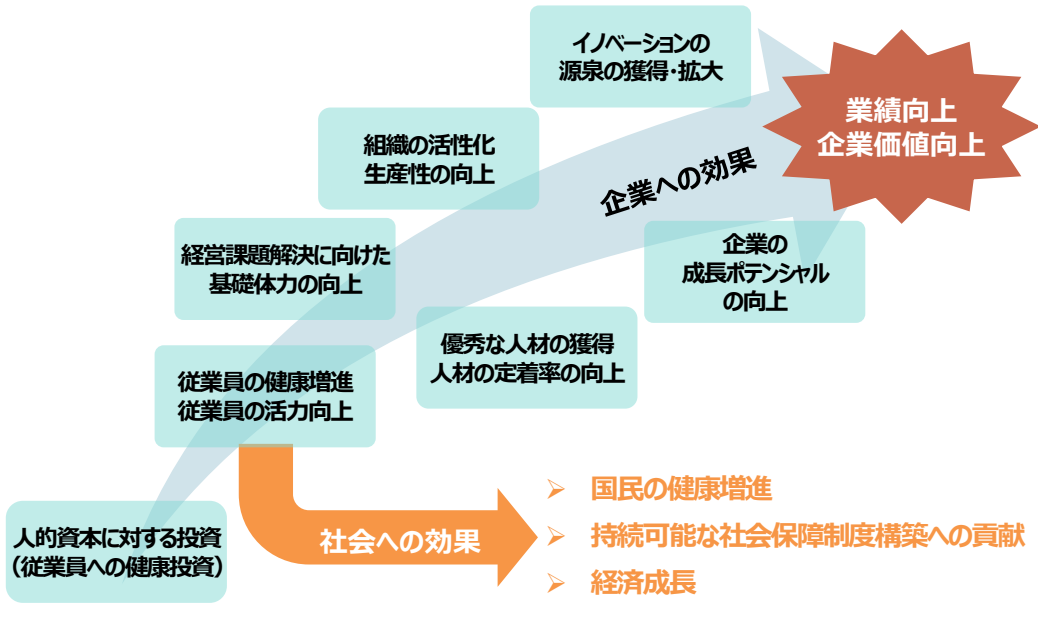 イノベーションの
源泉の獲得・拡大
業績向上
企業価値向上
組織の活性化
生産性の向上
企業への効果
経営課題解決に向けた
基礎体力の向上
企業の
成長ポテンシャル
の向上
優秀な人材の獲得
人材の定着率の向上
従業員の健康増進
従業員の活力向上
人的資本に対する投資
（従業員への健康投資）
社会への効果
➢ 国民の健康増進
➢ 持続可能な社会保障制度構築への貢献
➢ 経済成長